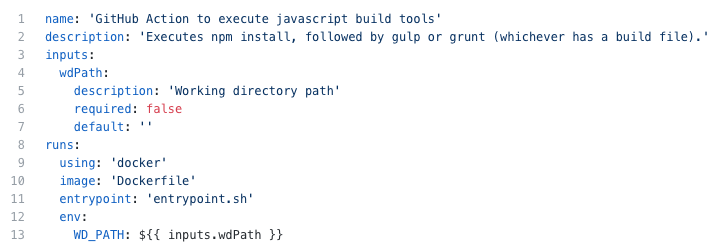 1 name: 'GitHub Action to execute javascript build tools'
2 description: 'Executes npm install, followed by gulp or grunt (whichever has a build file).'
3 inputs:
4   wdPath:
5     description: 'Working directory path'
6     required: false
7     default: ''
8 runs:
9   using: 'docker'
10   image: 'Dockerfile'
11   entrypoint: 'entrypoint.sh'
12   env:
13     WD_PATH: ${{ inputs.wdPath }}